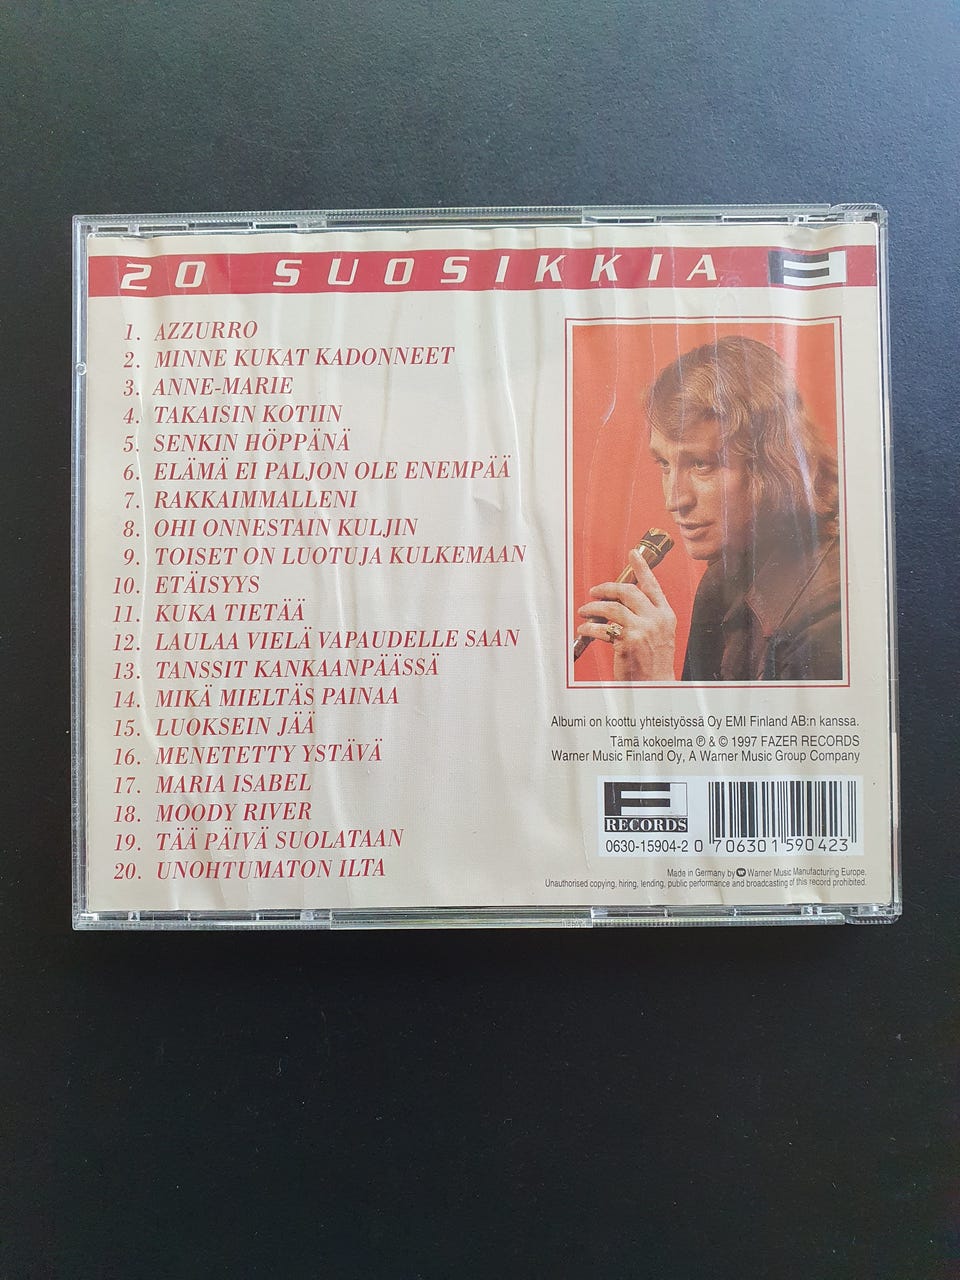 20 SUOSIKKIA
1. AZZURRO
2. MINNE KUKAT KADONNEET
3. ANNE-MARIE
4. TAKAISIN KOTIIN
5. SENKIN HÖPPÄNÄ
6. ELÄMÄ EI PALJON OLE ENEMPÄÄ
7. RAKKAIMMALLENI
8. OHI ONNESTAIN KULJIN
9. TOISET ON LUOTUJA KULKEMAAN
10. ETÄISYYS
11. KUKA TIETÄÄ
12. LAULAA VIELÄ VAPAUDELLE SAAN
13. TANSSIT KANKAANPÄÄSSÄ
14. MIKÄ MIELTÄS PAINAA
15. LUOKSEIN JÄÄ
16. MENETETTY YSTÄVÄ
17. MARIA ISABEL
18. MOODY RIVER
19. TÄÄ PÄIVÄ SUOLATAAN
20. UNOHTUMATON ILTA
Albumi on koottu yhteistyössä Oy EMI Finland AB:n kanssa.
Tämä kokoelma ℗ & © 1997 FAZER RECORDS
Warner Music Finland Oy, A Warner Music Group Company
RECORDS
0630-15904-2
0 706301 590423
Made in Germany by Warner Music Manufacturing Europe.
Unauthorised copying, hiring, lending, public performance and broadcasting of this record prohibited.